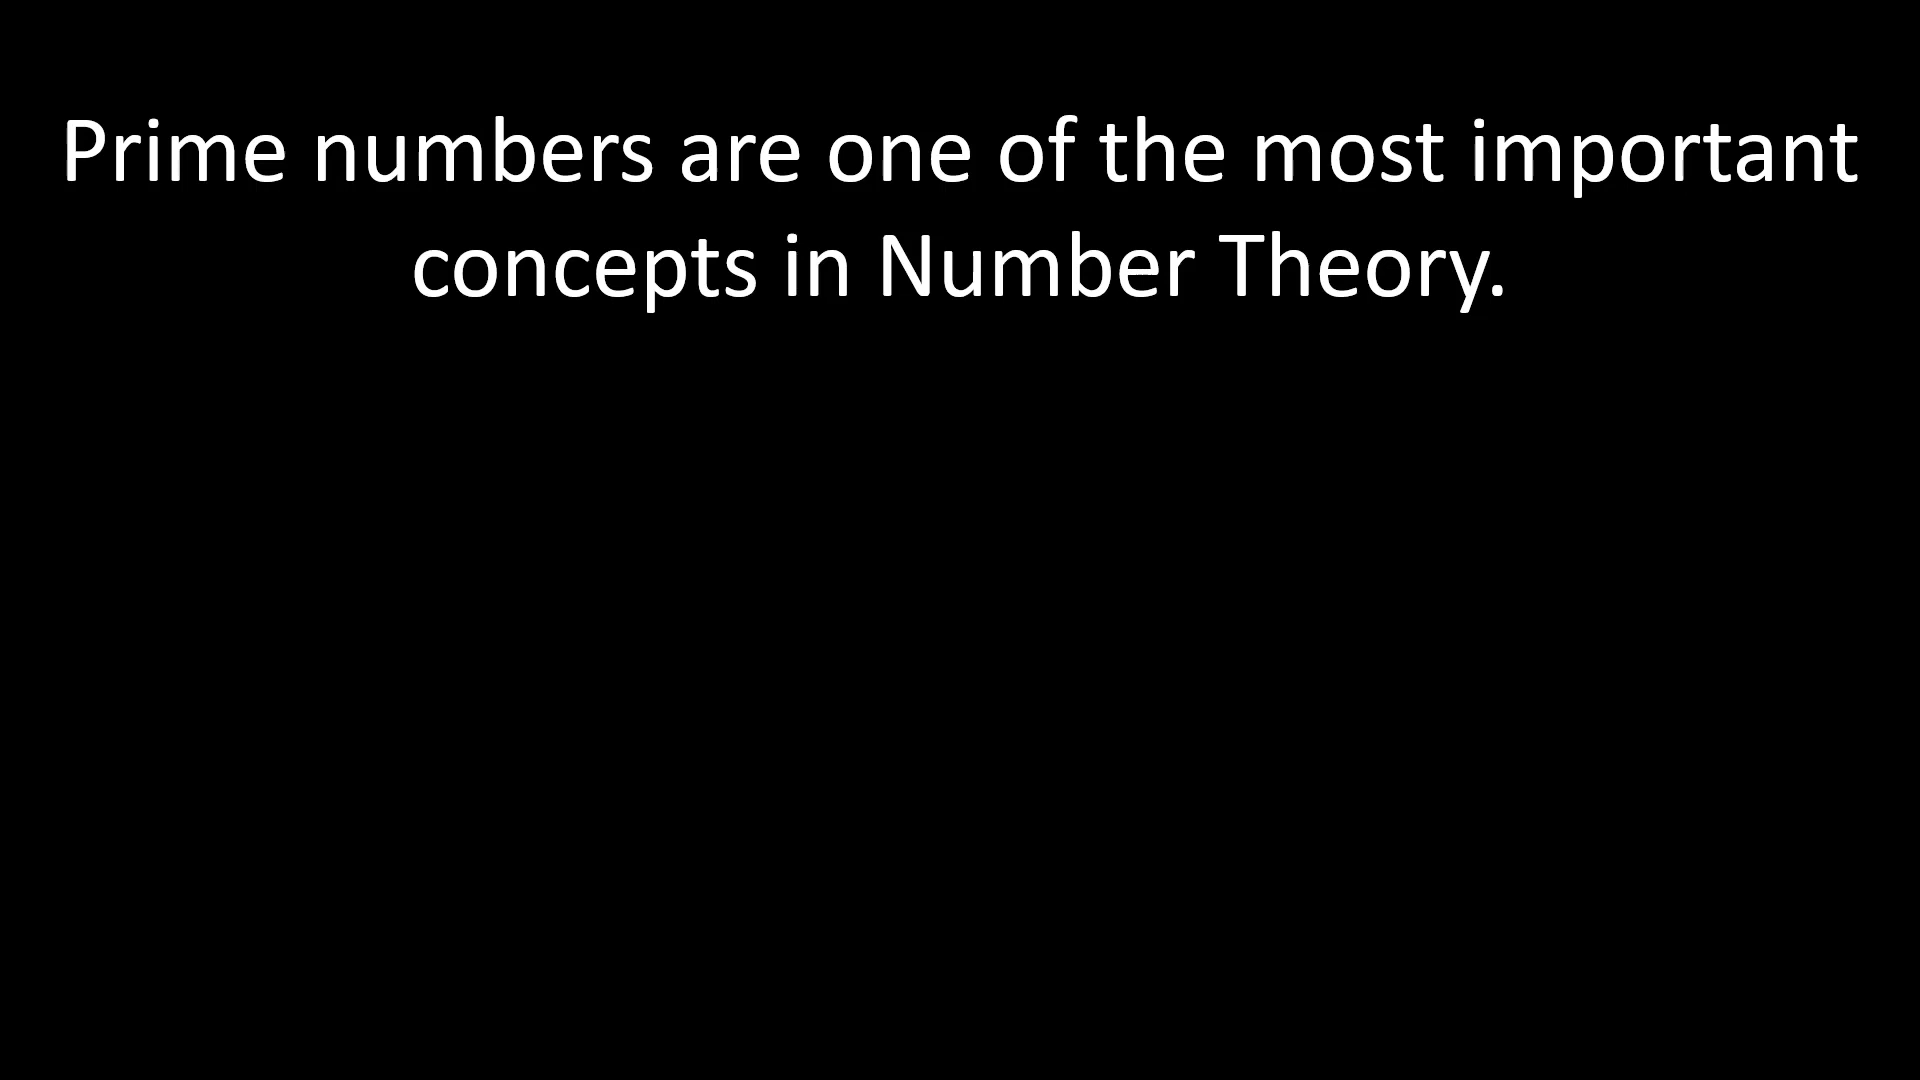 Prime numbers are one of the most important
concepts in Number Theory.